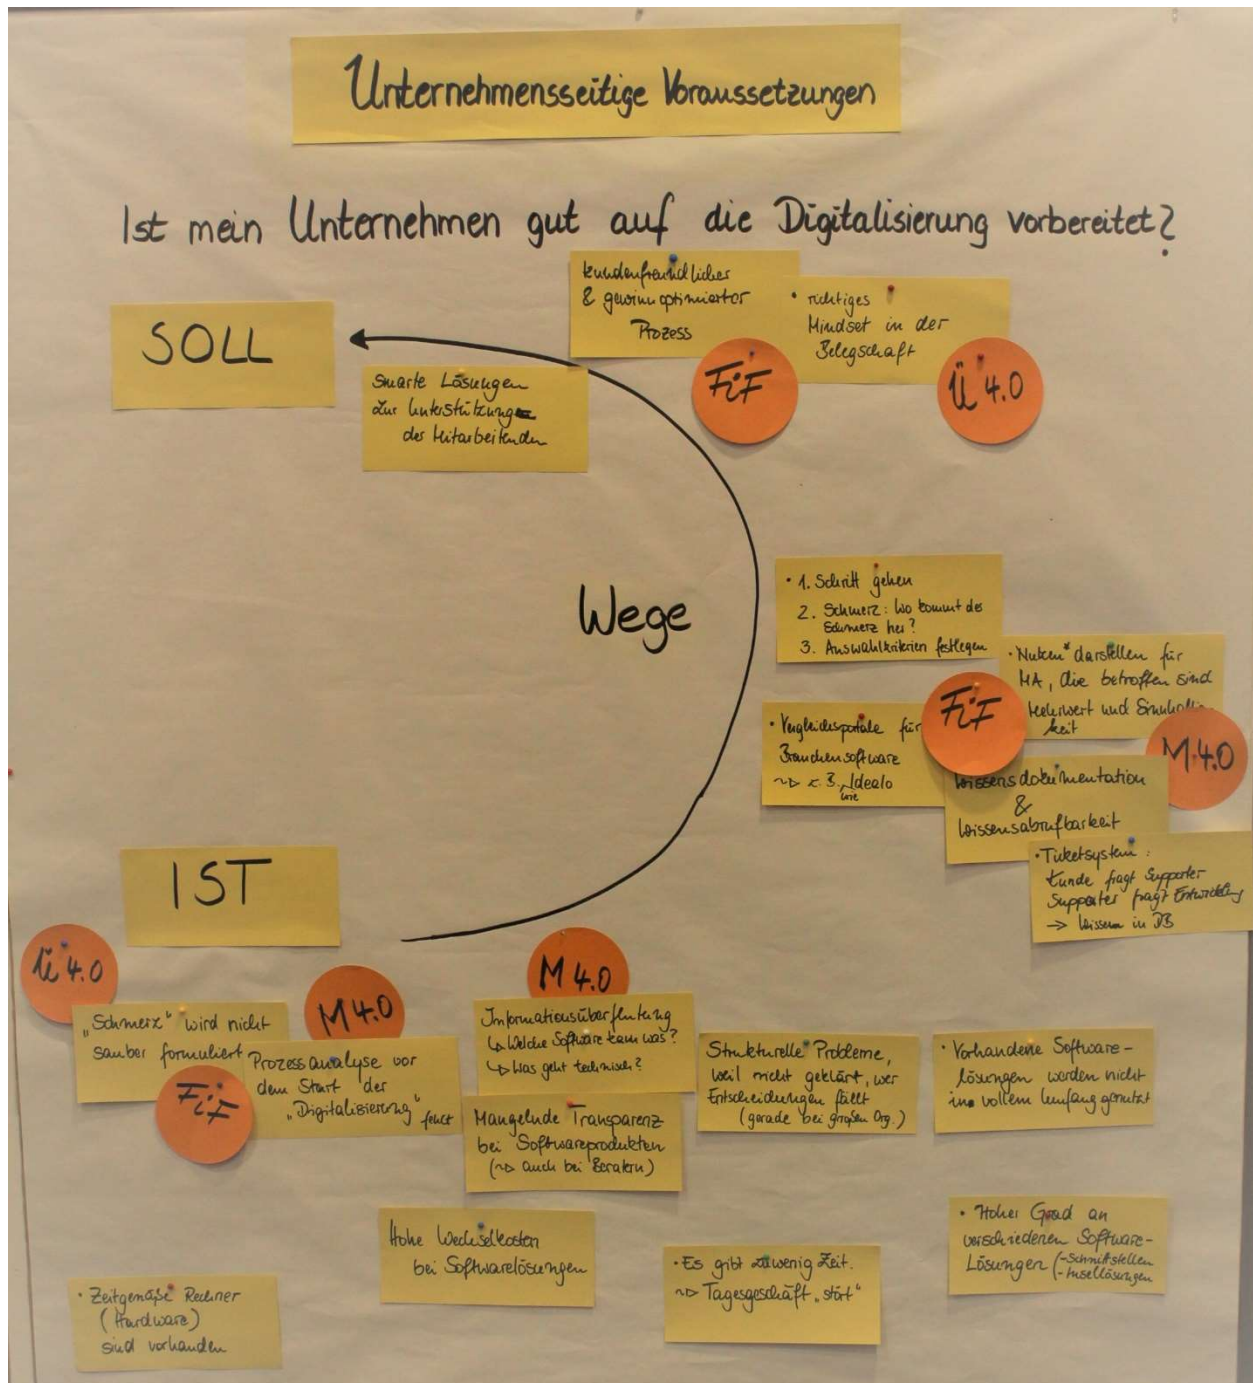 Unternehmensseitige Voraussetzungen
Ist mein Unternehmen gut auf die Digitalisierung vorbereitet?
SOLL
kundenfreundlicher
& gewinnoptimierter
Prozess
• richtiges
Mindset in der
Belegschaft
FiF
Ü 4.0
smarte Lösungen
zur Unterstützung
der Mitarbeitenden
Wege
• 1. Schritt gehen
2. Schmerz: Wo kommt der
Schmerz her?
3. Auswahlkriterien festlegen
• Nutzen* darstellen für
MA, die betroffen sind
Mehrwert und Sinnhaftig-
keit
FiF
M 4.0
• Vergleichsportale für
Branchensoftware
~> z.B. Idealo
wie
Wissensdokumentation
&
Wissensabrufbarkeit
• Ticketsystem:
Kunde fragt Supporter
Supporter fragt Entwicklung
→ Wissen in DB
IST
Ü 4.0
„Schmerz“ wird nicht
sauber formuliert
FiF
M 4.0
Prozessanalyse vor
dem Start der
„Digitalisierung“ fehlt
M 4.0
Informationsüberflutung
↳ Welche Software kann was?
↳ Was geht technisch?
Mangelnde Transparenz
bei Softwareprodukten
(~> auch bei Beratern)
Strukturelle Probleme,
weil nicht geklärt, wer
Entscheidungen fällt
(gerade bei großen Org.)
• Vorhandene Software-
lösungen werden nicht
in vollem Umfang genutzt
Hohe Wechselkosten
bei Softwarelösungen
• Es gibt zuwenig Zeit.
~> Tagesgeschäft „stört“
• Hoher Grad an
verschiedenen Software-
Lösungen (-Schnittstellen
-Insellösungen
• Zeitgemäße Rechner
(Hardware)
sind vorhanden